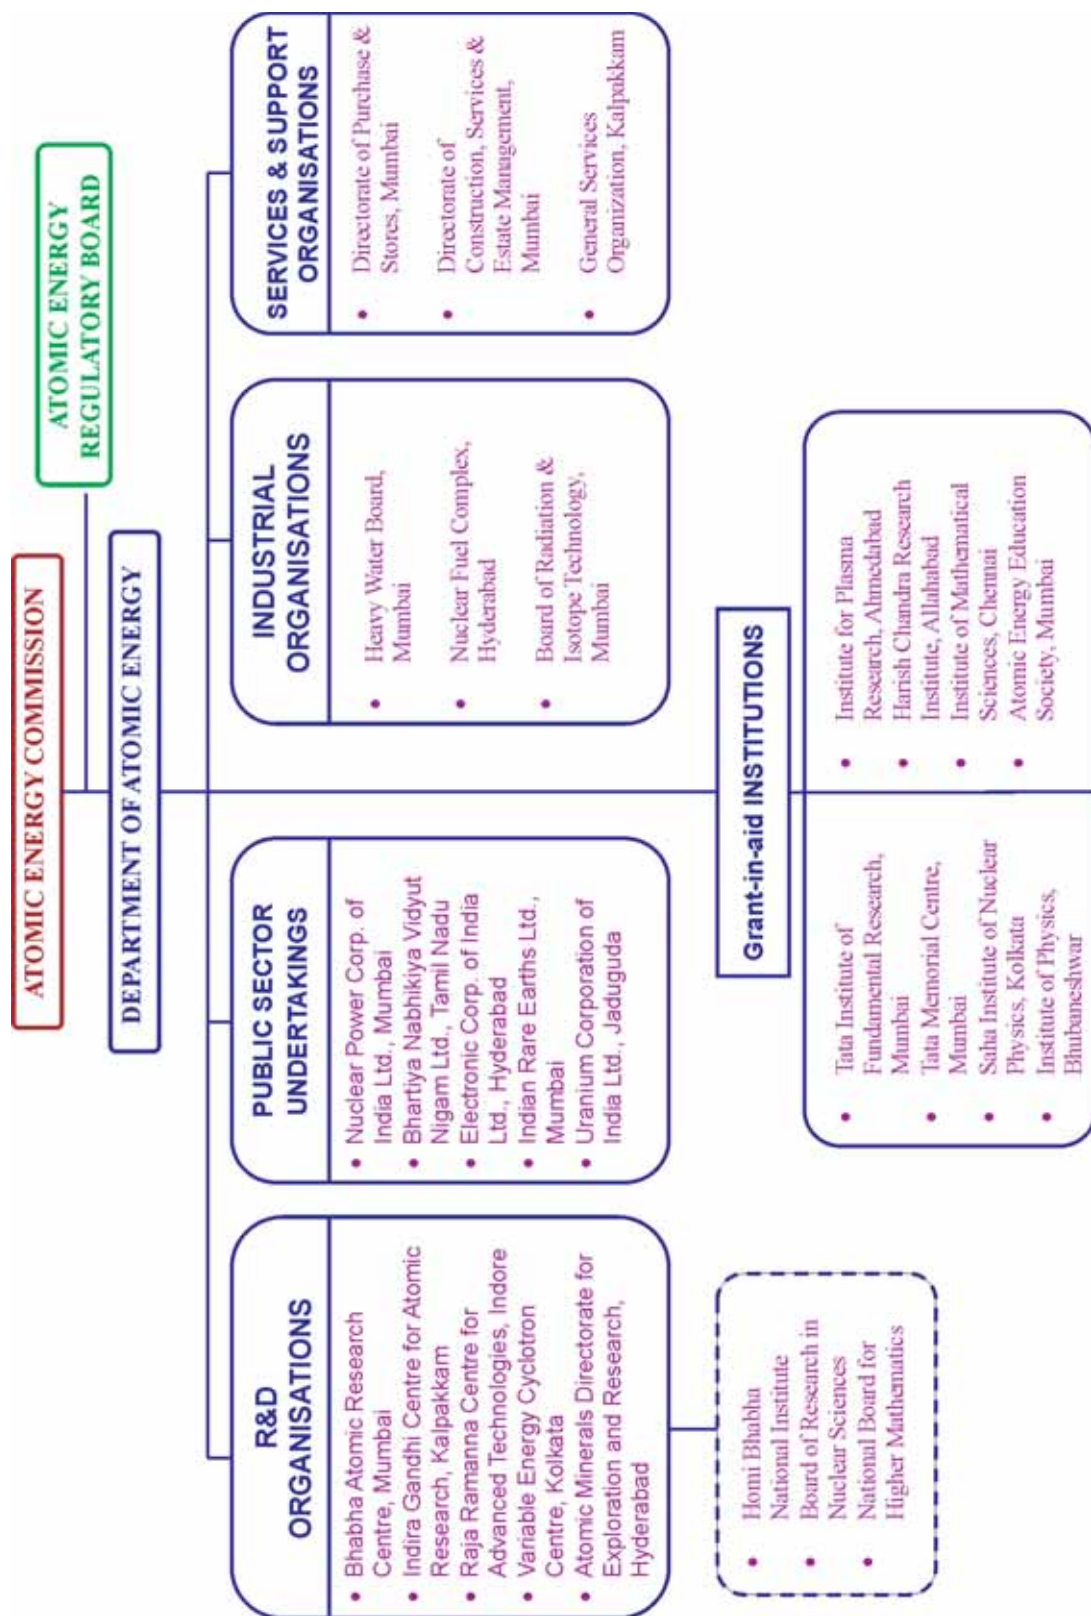 ATOMIC ENERGY COMMISSION
ATOMIC ENERGY
REGULATORY BOARD
DEPARTMENT OF ATOMIC ENERGY
R&D
ORGANISATIONS
• Bhabha Atomic Research
Centre, Mumbai
• Indira Gandhi Centre for Atomic
Research, Kalpakkam
• Raja Ramanna Centre for
Advanced Technologies, Indore
• Variable Energy Cyclotron
Centre, Kolkata
• Atomic Minerals Directorate for
Exploration and Research,
Hyderabad
PUBLIC SECTOR
UNDERTAKINGS
• Nuclear Power Corp. of
India Ltd., Mumbai
• Bhartiya Nabhikiya Vidyut
Nigam Ltd., Tamil Nadu
• Electronic Corp. of India
Ltd., Hyderabad
• Indian Rare Earths Ltd.,
Mumbai
• Uranium Corporation of
India Ltd., Jaduguda
INDUSTRIAL
ORGANISATIONS
• Heavy Water Board,
Mumbai
• Nuclear Fuel Complex,
Hyderabad
• Board of Radiation &
Isotope Technology,
Mumbai
SERVICES & SUPPORT
ORGANISATIONS
• Directorate of Purchase &
Stores, Mumbai
• Directorate of
Construction, Services &
Estate Management,
Mumbai
• General Services
Organization, Kalpakkam
• Homi Bhabha
National Institute
• Board of Research in
Nuclear Sciences
• National Board for
Higher Mathematics
Grant-in-aid INSTITUTIONS
• Tata Institute of
Fundamental Research,
Mumbai
• Tata Memorial Centre,
Mumbai
• Saha Institute of Nuclear
Physics, Kolkata
• Institute of Physics,
Bhubaneshwar
• Institute for Plasma
Research, Ahmedabad
• Harish Chandra Research
Institute, Allahabad
• Institute of Mathematical
Sciences, Chennai
• Atomic Energy Education
Society, Mumbai